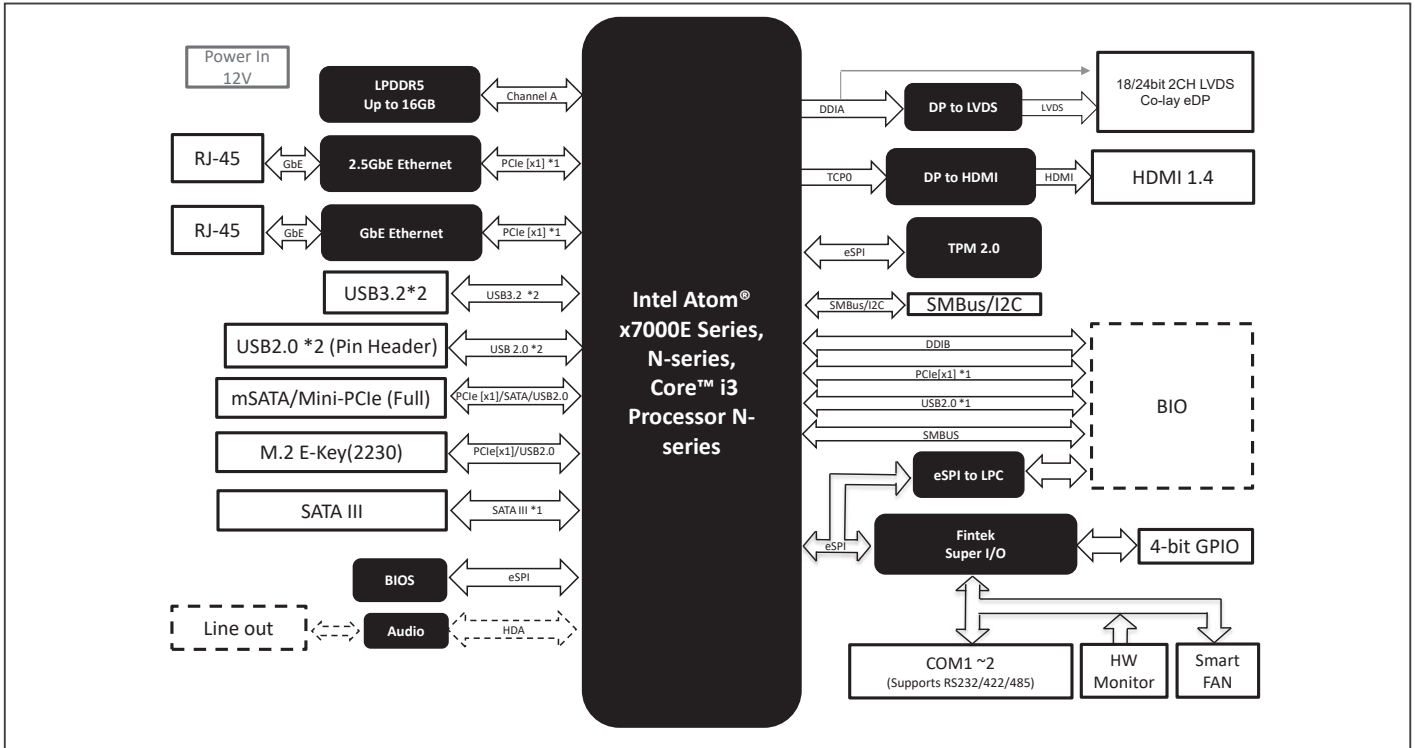 Power In
12V
LPDDR5
Up to 16GB
Channel A
RJ-45
GbE
2.5GbE Ethernet
PCIe [x1] *1
RJ-45
GbE
GbE Ethernet
PCIe [x1] *1
USB3.2*2
USB3.2 *2
USB2.0 *2 (Pin Header)
USB 2.0 *2
mSATA/Mini-PCIe (Full)
PCIe [x1]/SATA/USB2.0
M.2 E-Key(2230)
PCIe[x1]/USB2.0
SATA III
SATA III *1
BIOS
eSPI
Line out
Audio
HDA
Intel Atom®
x7000E Series,
N-series,
Core™ i3
Processor N-
series
DDIA
DP to LVDS
LVDS
18/24bit 2CH LVDS
Co-lay eDP
TCP0
DP to HDMI
HDMI
HDMI 1.4
eSPI
TPM 2.0
SMBus/I2C
SMBus/I2C
DDIB
PCIe[x1] *1
USB2.0 *1
SMBUS
BIO
eSPI to LPC
eSPI
Fintek
Super I/O
4-bit GPIO
COM1 ~2
(Supports RS232/422/485)
HW
Monitor
Smart
FAN